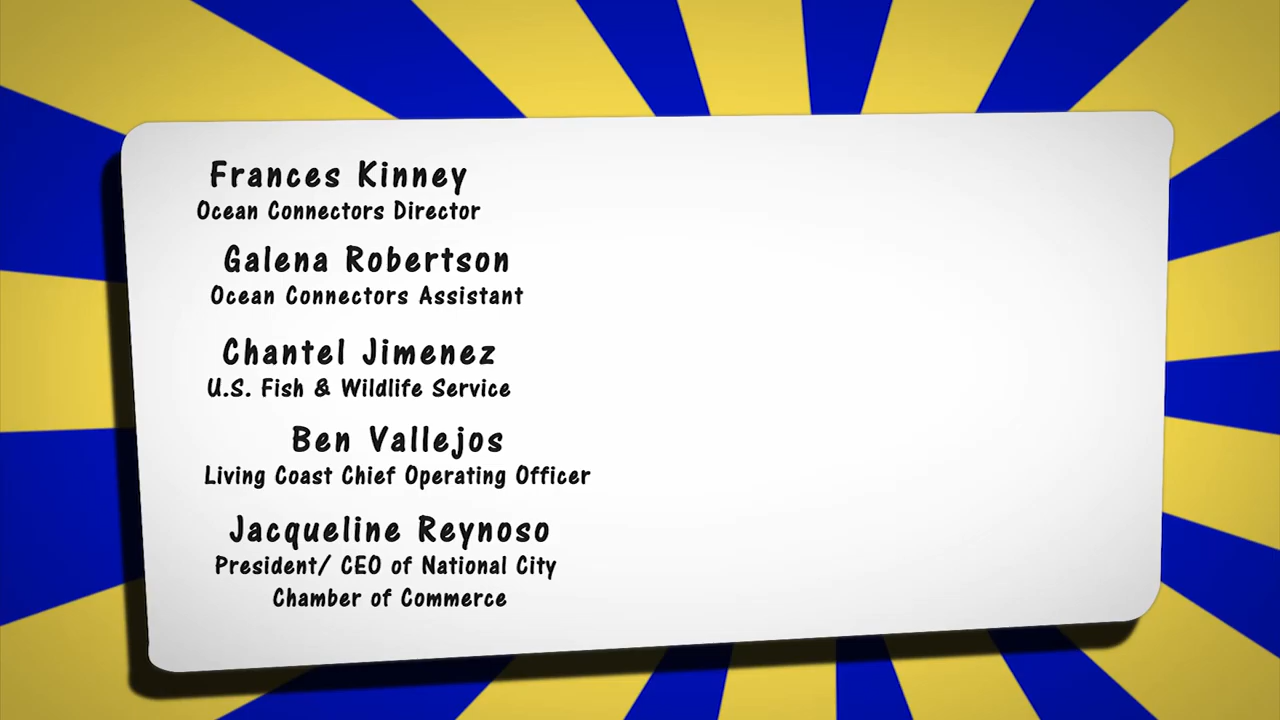 Frances Kinney
Ocean Connectors Director
Galena Robertson
Ocean Connectors Assistant
Chantel Jimenez
U.S. Fish & Wildlife Service
Ben Vallejos
Living Coast Chief Operating Officer
Jacqueline Reynoso
President/ CEO of National City
Chamber of Commerce